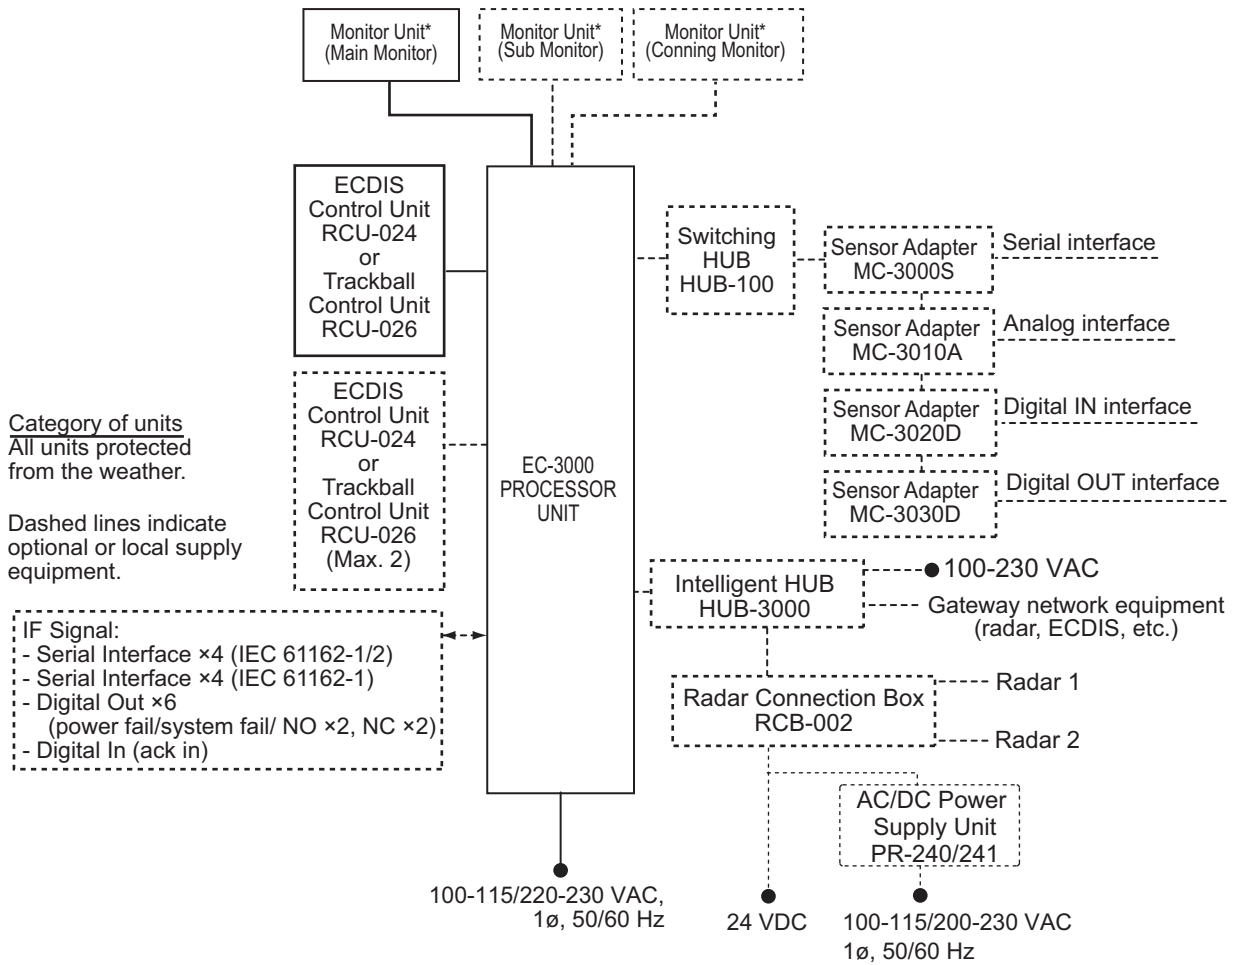 Monitor Unit*
(Main Monitor)
Monitor Unit*
(Sub Monitor)
Monitor Unit*
(Conning Monitor)
ECDIS
Control Unit
RCU-024
or
Trackball
Control Unit
RCU-026
ECDIS
Control Unit
RCU-024
or
Trackball
Control Unit
RCU-026
(Max. 2)
Category of units
All units protected
from the weather.
Dashed lines indicate
optional or local supply
equipment.
IF Signal:
- Serial Interface ×4 (IEC 61162-1/2)
- Serial Interface ×4 (IEC 61162-1)
- Digital Out ×6
(power fail/system fail/ NO ×2, NC ×2)
- Digital In (ack in)
EC-3000
PROCESSOR
UNIT
100-115/220-230 VAC,
1ø, 50/60 Hz
Switching
HUB
HUB-100
Sensor Adapter
MC-3000S
Serial interface
Sensor Adapter
MC-3010A
Analog interface
Sensor Adapter
MC-3020D
Digital IN interface
Sensor Adapter
MC-3030D
Digital OUT interface
Intelligent HUB
HUB-3000
100-230 VAC
Gateway network equipment
(radar, ECDIS, etc.)
Radar Connection Box
RCB-002
Radar 1
Radar 2
AC/DC Power
Supply Unit
PR-240/241
24 VDC
100-115/200-230 VAC
1ø, 50/60 Hz